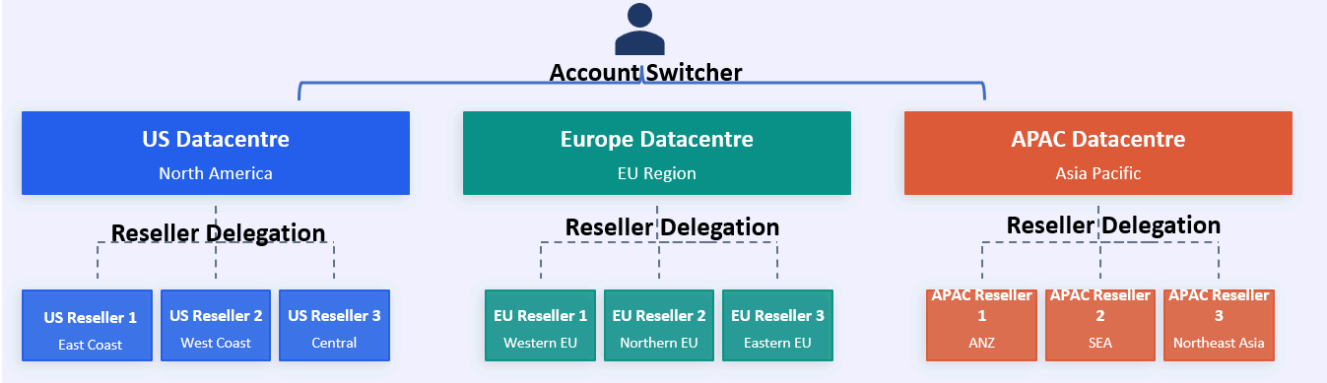 Account Switcher
US Datacentre
North America
Europe Datacentre
EU Region
APAC Datacentre
Asia Pacific
Reseller Delegation
Reseller Delegation
Reseller Delegation
US Reseller 1
East Coast
US Reseller 2
West Coast
US Reseller 3
Central
EU Reseller 1
Western EU
EU Reseller 2
Northern EU
EU Reseller 3
Eastern EU
APAC Reseller
1
ANZ
APAC Reseller
2
SEA
APAC Reseller
3
Northeast Asia